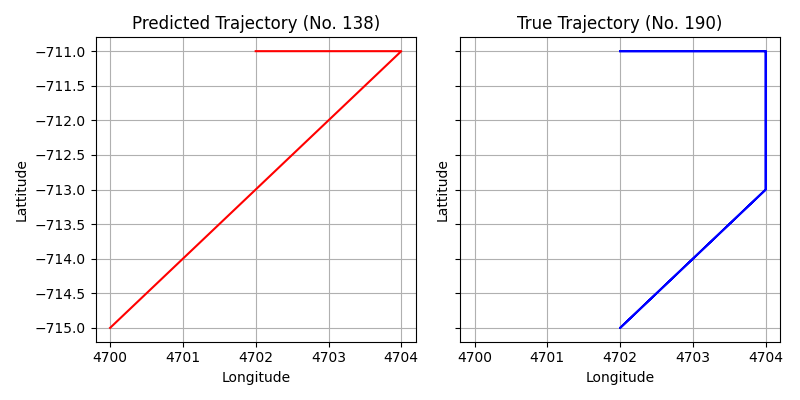 Predicted Trajectory (No. 138)
True Trajectory (No. 190)
−711.0
−711.5
−712.0
−712.5
−713.0
−713.5
−714.0
−714.5
−715.0
Lattitude
Lattitude
4700 4701 4702 4703 4704
4700 4701 4702 4703 4704
Longitude
Longitude